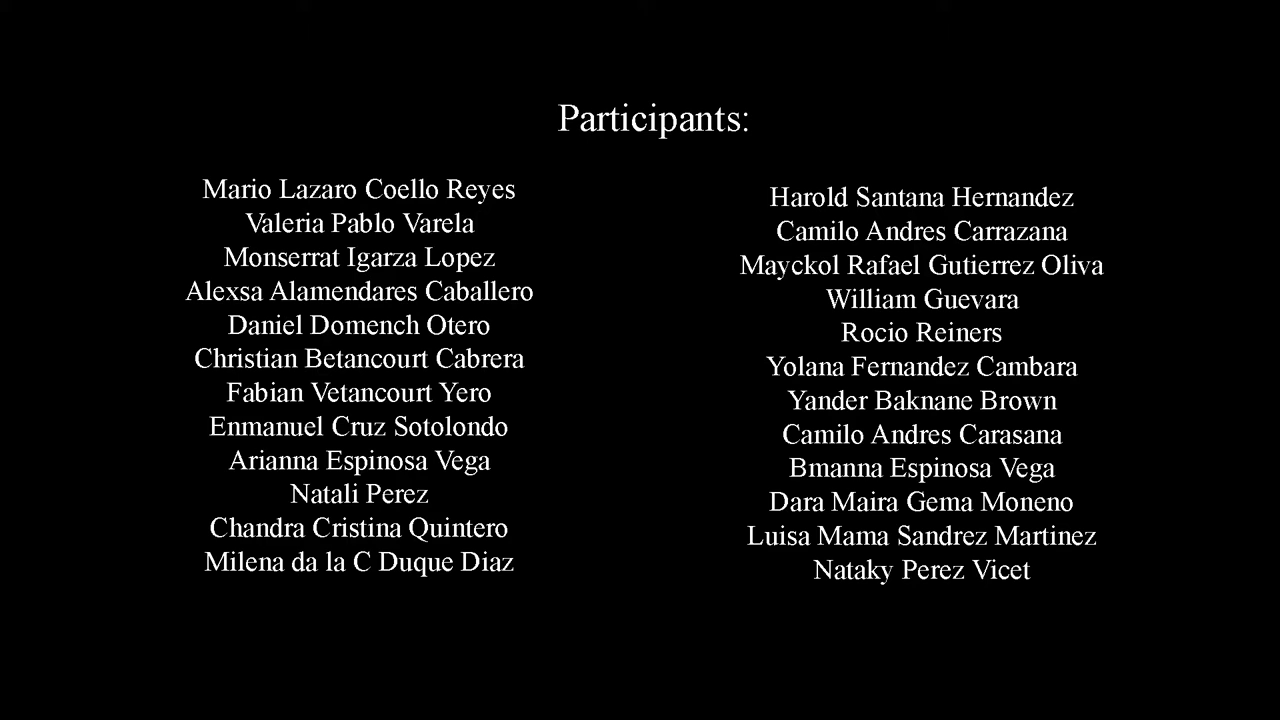 Participants:
Mario Lazaro Coello Reyes
Valeria Pablo Varela
Monserrat Igarza Lopez
Alexsa Alamendares Caballero
Daniel Domench Otero
Christian Betancourt Cabrera
Fabian Vetancourt Yero
Enmanuel Cruz Sotolondo
Arianna Espinosa Vega
Natali Perez
Chandra Cristina Quintero
Milena da la C Duque Diaz
Harold Santana Hernandez
Camilo Andres Carrazana
Mayckol Rafael Gutierrez Oliva
William Guevara
Rocio Reiners
Yolana Fernandez Cambara
Yander Baknane Brown
Camilo Andres Carasana
Bmanna Espinosa Vega
Dara Maira Gema Moneno
Luisa Mama Sandrez Martinez
Nataky Perez Vicet